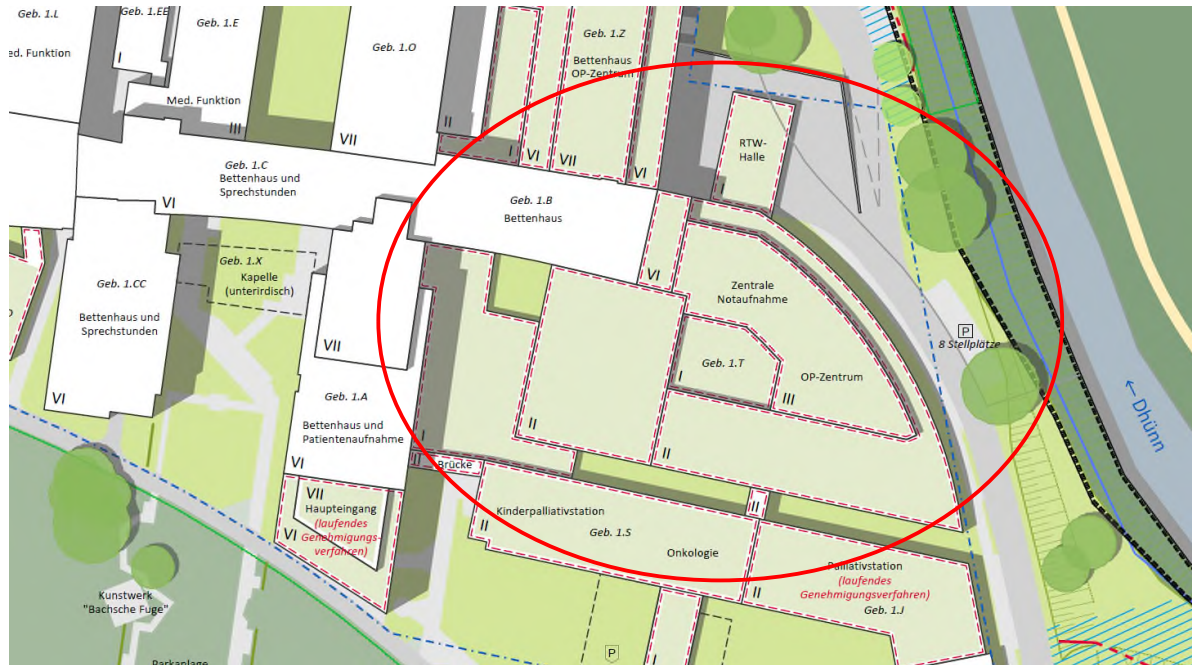 Geb. 1.L
ed. Funktion
Geb. 1.EE
I
Geb. 1.E
Med. Funktion
III
Geb. 1.O
VII
II
I
VI
Geb. 1.Z
Bettenhaus
OP-Zentrum
VII
VI
RTW-
Halle
I
Geb. 1.C
Bettenhaus und
Sprechstunden
VI
Geb. 1.B
Bettenhaus
VI
Geb. 1.X
Kapelle
(unterirdisch)
Geb. 1.CC
Bettenhaus und
Sprechstunden
VI
VII
Geb. 1.A
Bettenhaus und
Patientenaufnahme
VI
I
II
Zentrale
Notaufnahme
Geb. 1.T
I
OP-Zentrum
III
II
P
8 Stellplätze
←Dhünn
II
Brücke
VII
Haupteingang
(laufendes
Genehmigungs-
verfahren)
VI
Kinderpalliativstation
II
Geb. 1.S
Onkologie
II
Palliativstation
(laufendes
Genehmigungsverfahren)
Geb. 1.J
II
Kunstwerk
"Bachsche Fuge"
Parkanlage
P
I
I